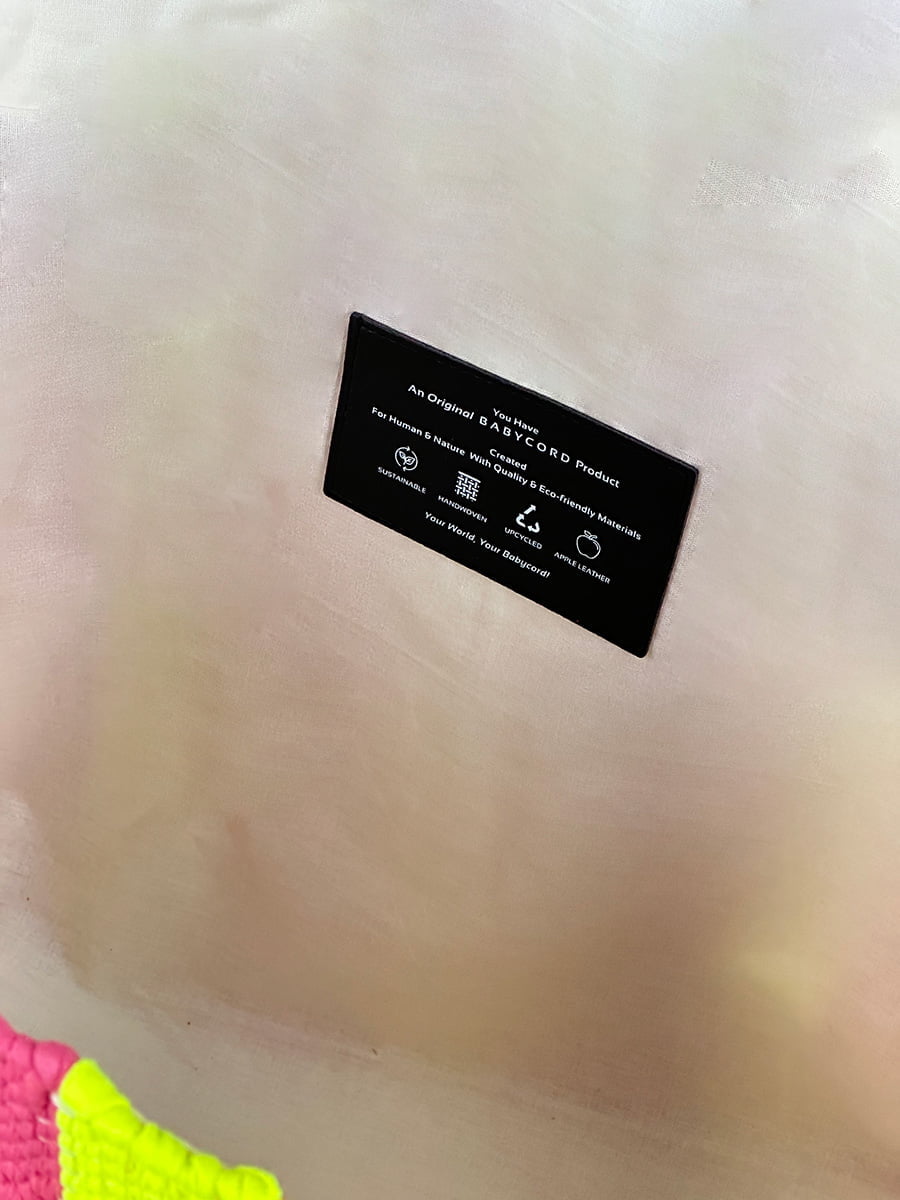 You Have
An Original BABYCORD Product
Created
For Human & Nature With Quality & Eco-friendly Materials
SUSTAINABLE HANDWOVEN UPCYCLED APPLE LEATHER
Your World, Your Babycord!